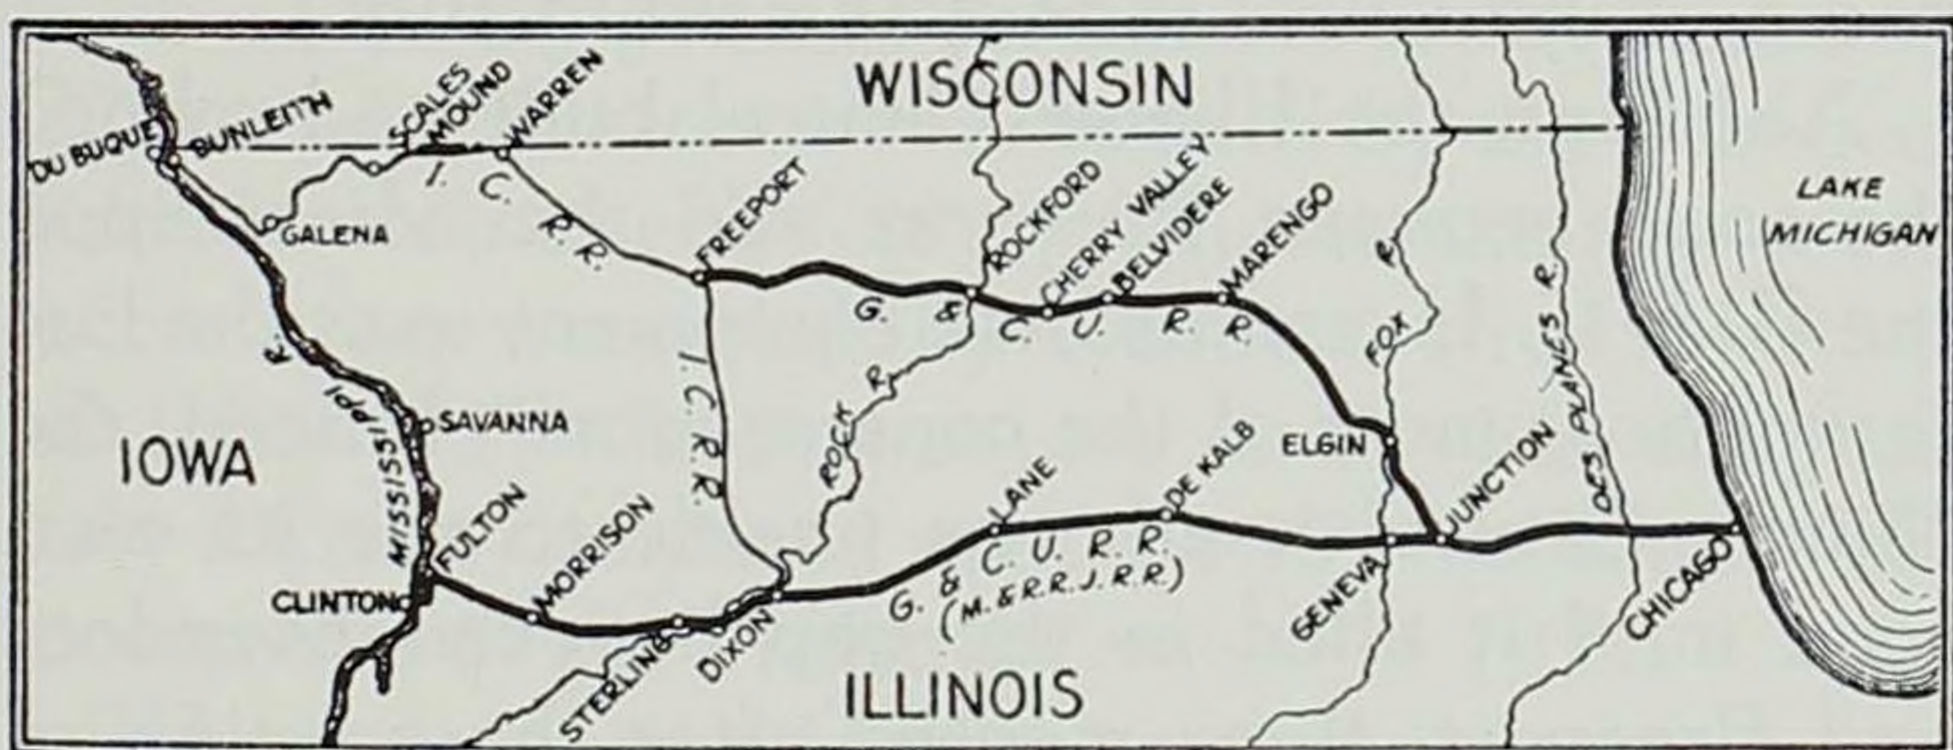 WISCONSIN
SCALES
MOUND
WARREN
DUNLEITH
DU BUQUE
I. C. R. R.
GALENA
FREEPORT
ROCKFORD
CHERRY VALLEY
BELVIDERE
MARENGO
LAKE
MICHIGAN
G. & C. U. R. R.
FOX R.
DES PLANES R.
I. C. R. R.
ROCK R.
MISSISSIPPI R.
SAVANNA
IOWA
ELGIN
JUNCTION
FULTON
MORRISON
LANE
DE KALB
CLINTON
G. & C. U. R. R.
(M. & R. R. J. R. R.)
STERLING
DIXON
GENEVA
CHICAGO
ILLINOIS